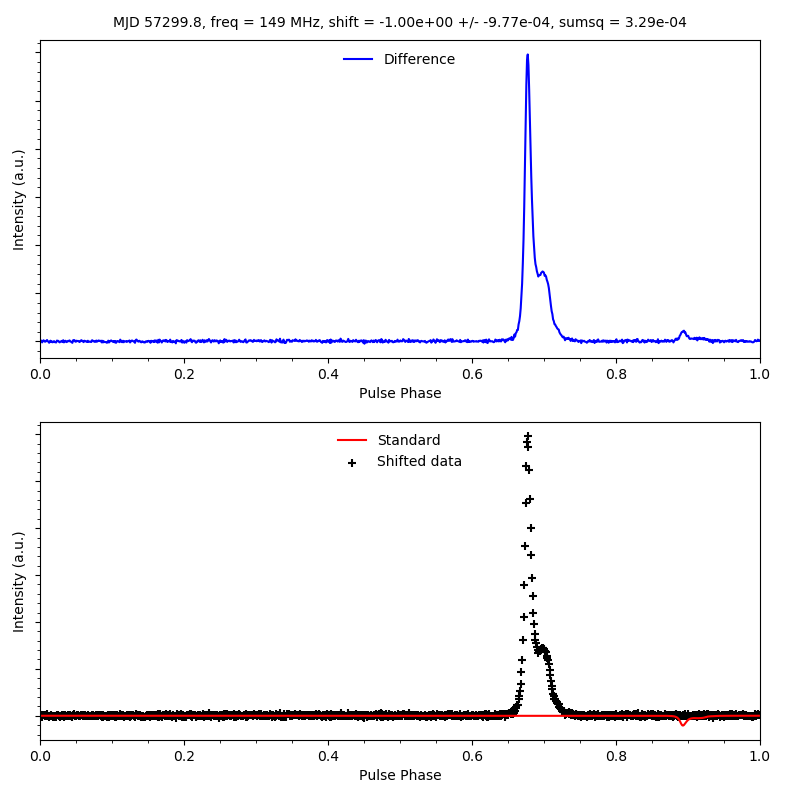 MJD 57299.8, freq = 149 MHz, shift = -1.00e+00 +/- -9.77e-04, sumsq = 3.29e-04
Difference
Intensity (a.u.)
0.0 0.2 0.4 0.6 0.8 1.0
Pulse Phase
Standard
Shifted data
Intensity (a.u.)
0.0 0.2 0.4 0.6 0.8 1.0
Pulse Phase